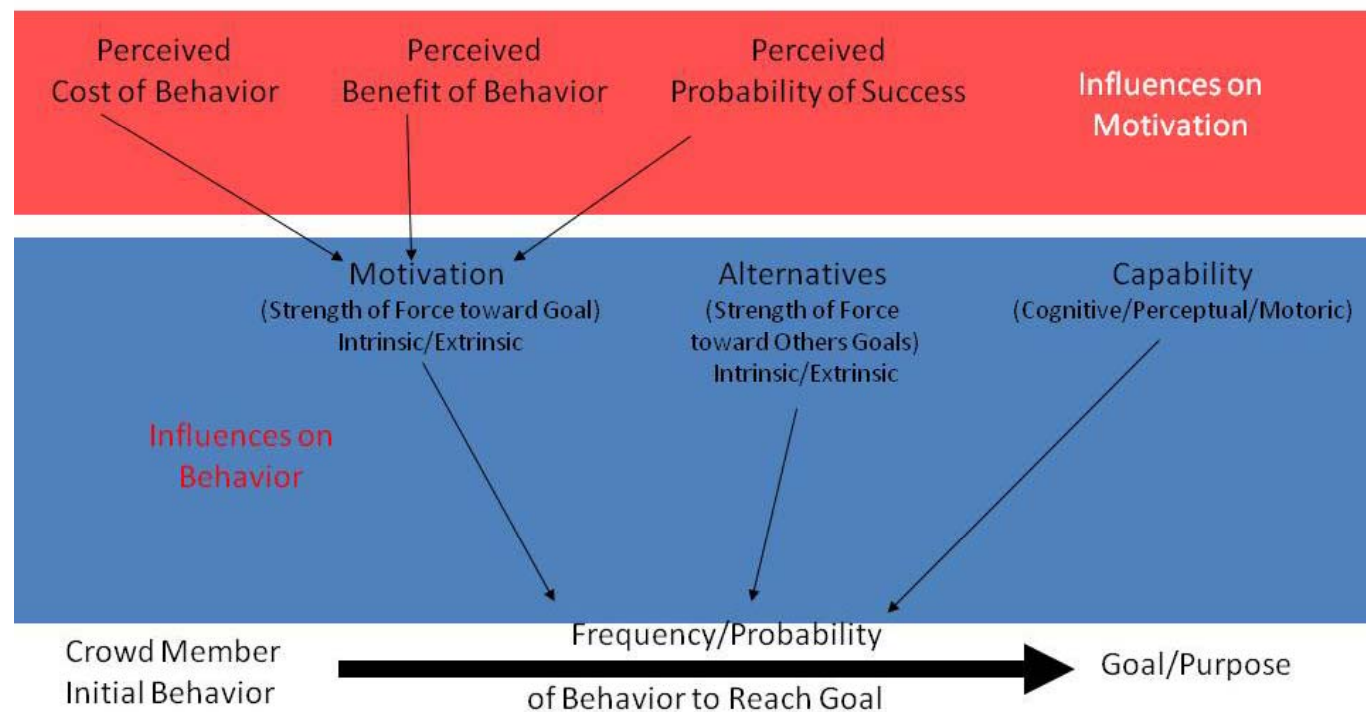 Perceived
Cost of Behavior
Perceived
Benefit of Behavior
Perceived
Probability of Success
Influences on
Motivation
Motivation
(Strength of Force toward Goal)
Intrinsic/Extrinsic
Alternatives
(Strength of Force
toward Others Goals)
Intrinsic/Extrinsic
Capability
(Cognitive/Perceptual/Motoric)
Influences on
Behavior
Crowd Member
Initial Behavior
Frequency/Probability
of Behavior to Reach Goal
Goal/Purpose